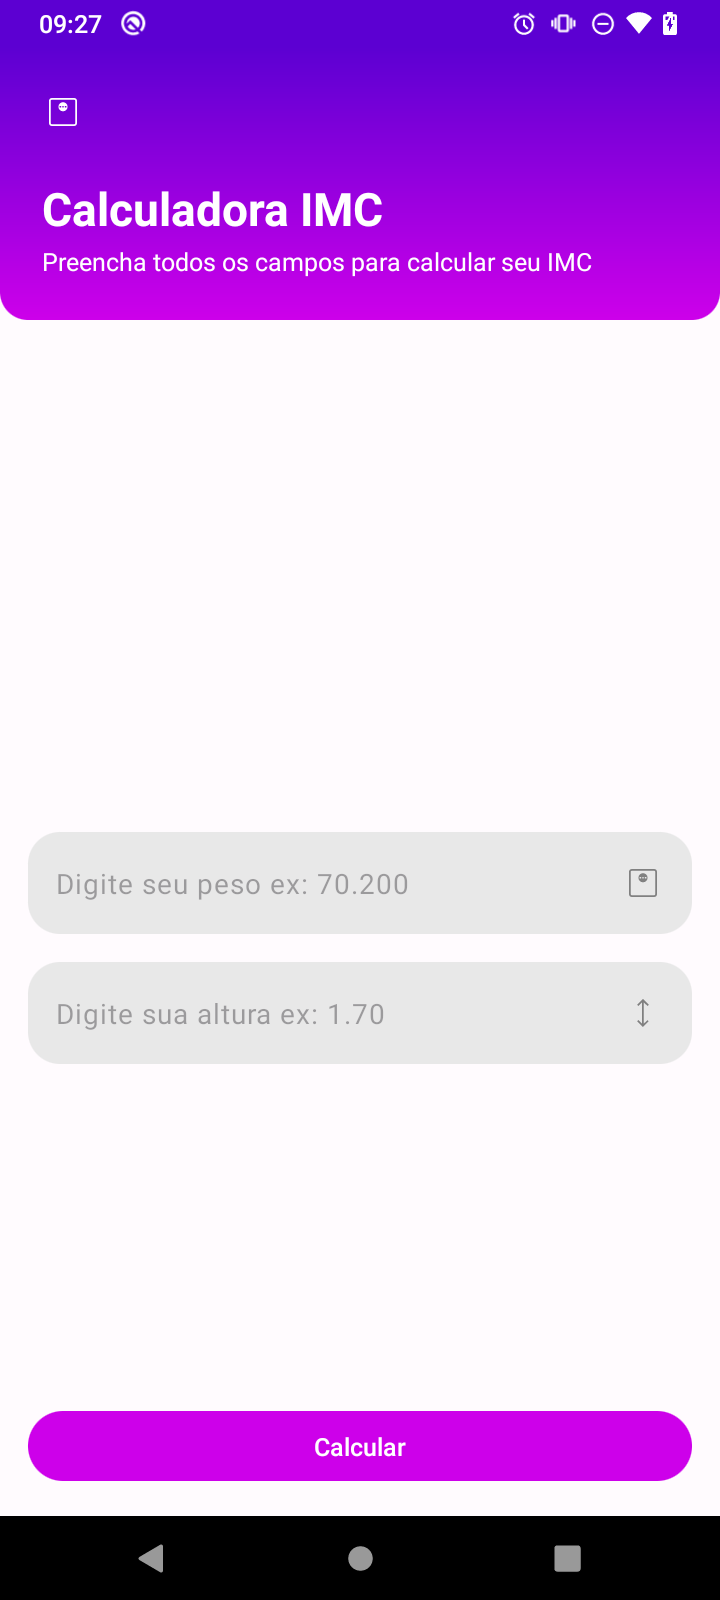 09:27
Calculadora IMC
Preencha todos os campos para calcular seu IMC
Digite seu peso ex: 70.200
Digite sua altura ex: 1.70
Calcular